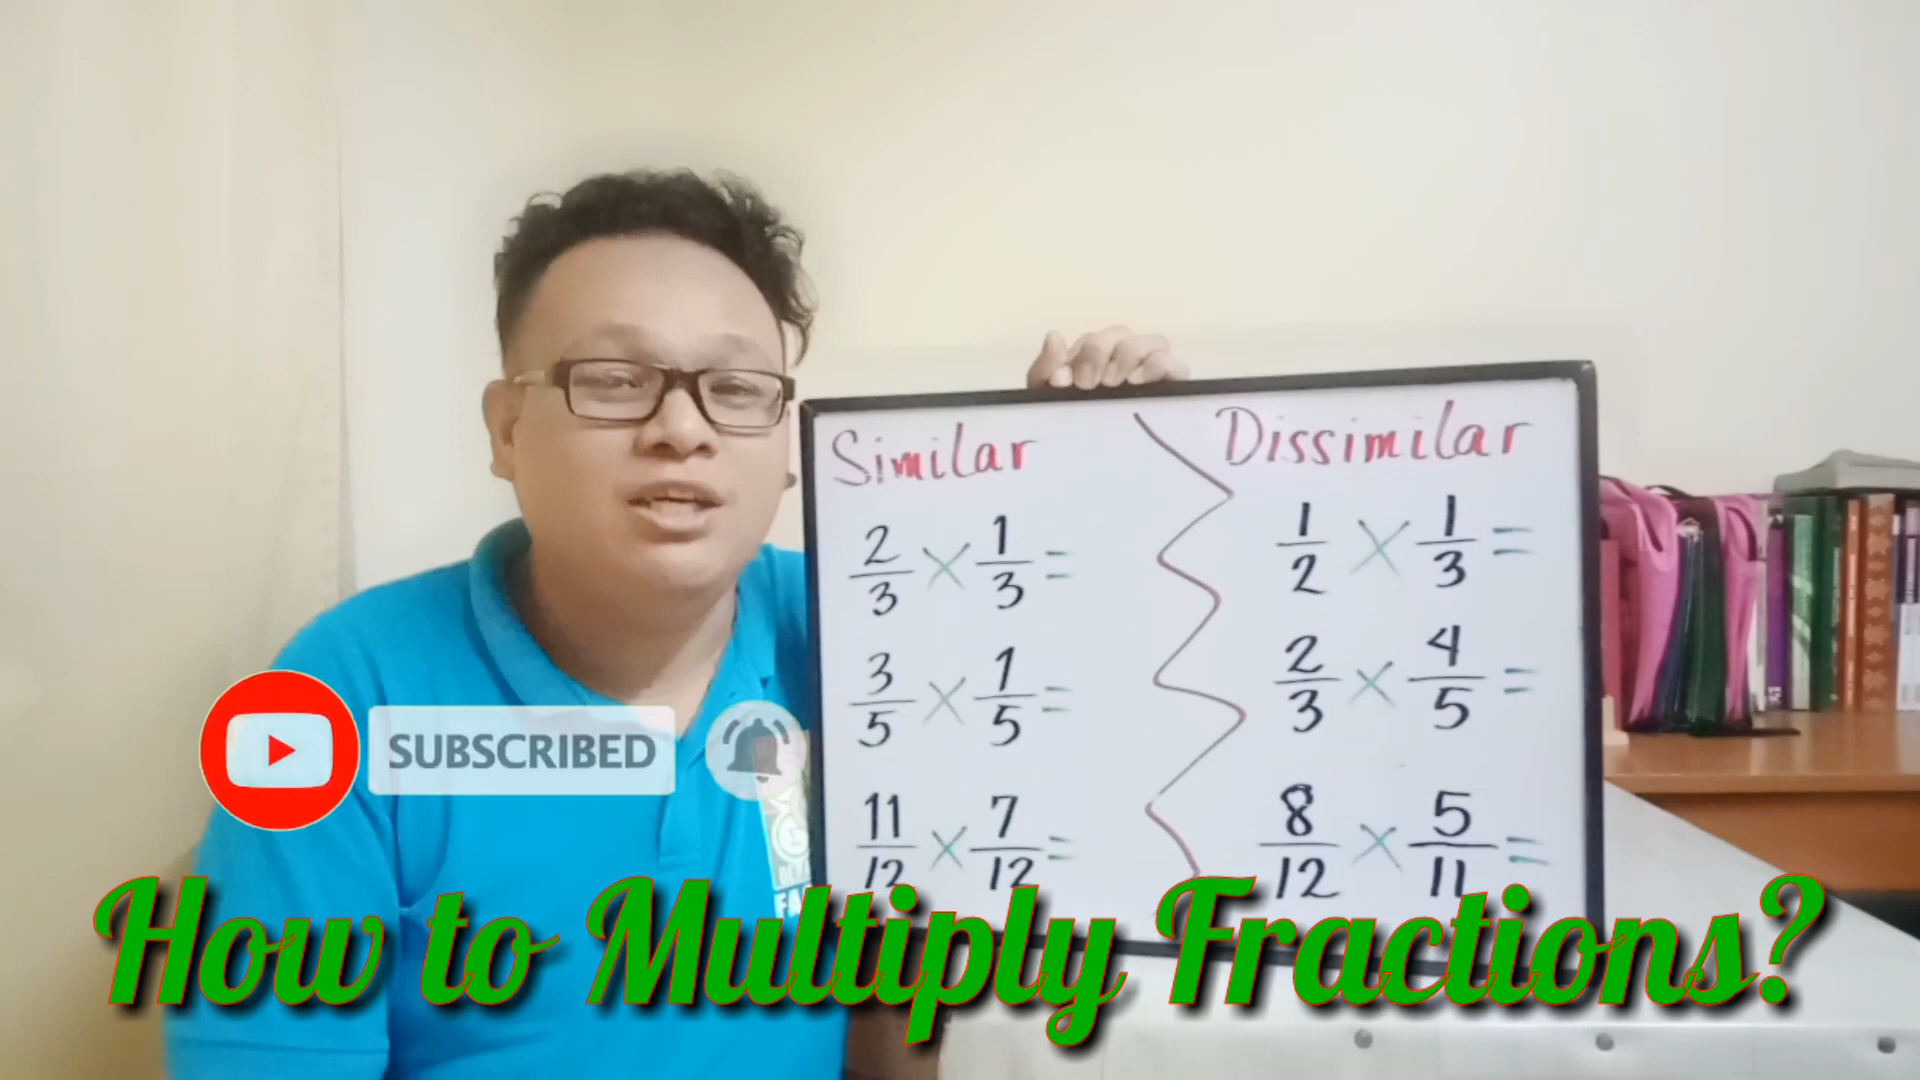 Similar
2/3 × 1/3 =
3/5 × 1/5 =
11/12 × 7/12 =
Dissimilar
1/2 × 1/3 =
2/3 × 4/5 =
8/12 × 5/11 =
SUBSCRIBED
How to Multiply Fractions?